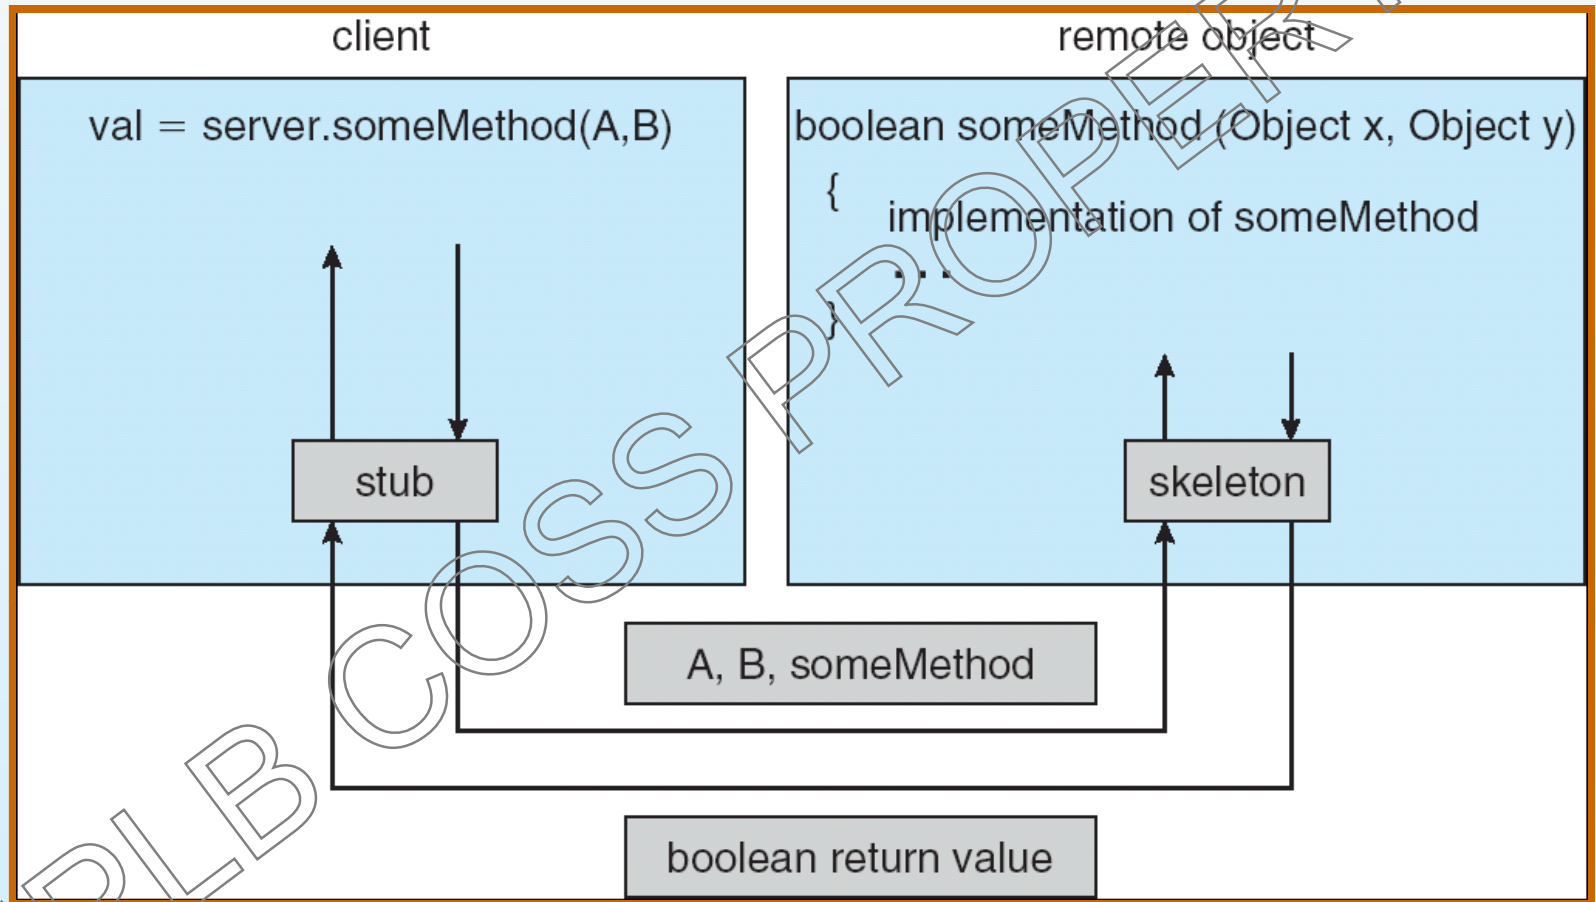 client
remote object
val = server.someMethod(A,B)
boolean someMethod (Object x, Object y)
{
implementation of someMethod
. . .
}
stub
skeleton
A, B, someMethod
boolean return value
PLB COSS PROPER